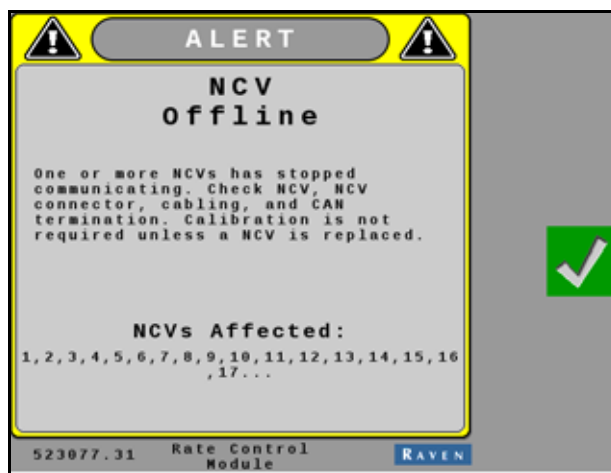 ALERT
NCV
Offline
One or more NCVs has stopped
communicating. Check NCV, NCV
connector, cabling, and CAN
termination. Calibration is not
required unless a NCV is replaced.
NCVs Affected:
1,2,3,4,5,6,7,8,9,10,11,12,13,14,15,16
,17...
523077.31
Rate Control
Module
RAVEN